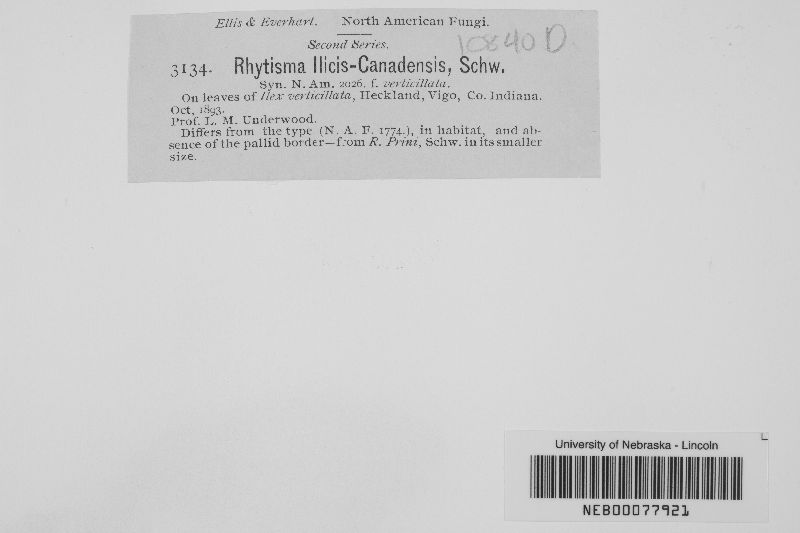 Ellis & Everhart. North American Fungi.
Second Series.
10840 D
3134. Rhytisma Ilicis-Canadensis, Schw.
Syn. N. Am. 2026. f. verticillata.
On leaves of Ilex verticillata, Heckland, Vigo, Co. Indiana.
Oct, 1893.
Prof. L. M. Underwood.
Differs from the type (N. A. F. 1774.), in habitat, and ab-
sence of the pallid border—from R. Prini, Schw. in its smaller
size.
University of Nebraska - Lincoln
NEB00077921